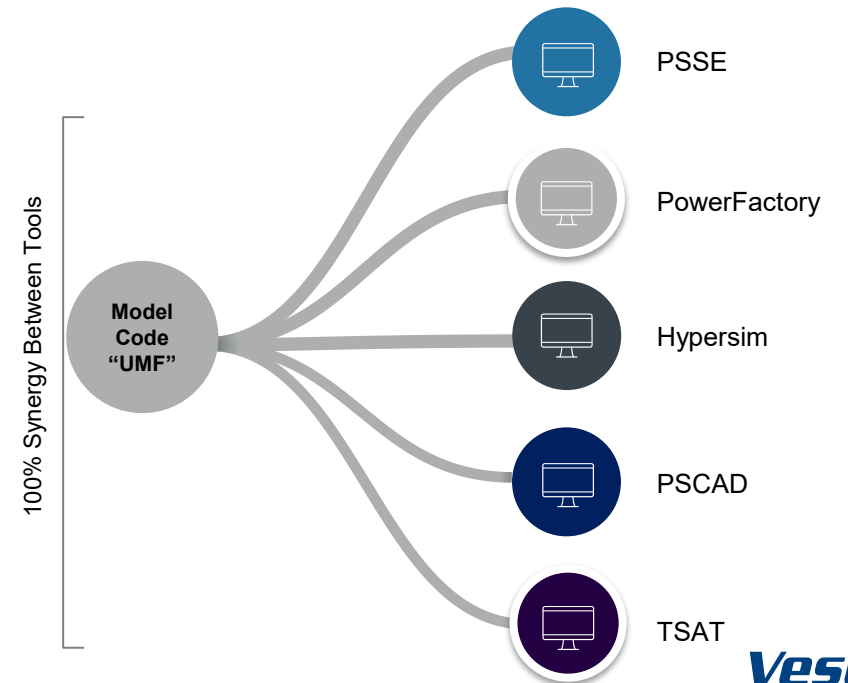 PSSE
PowerFactory
100% Synergy Between Tools
Model
Code
“UMF”
Hypersim
PSCAD
TSAT